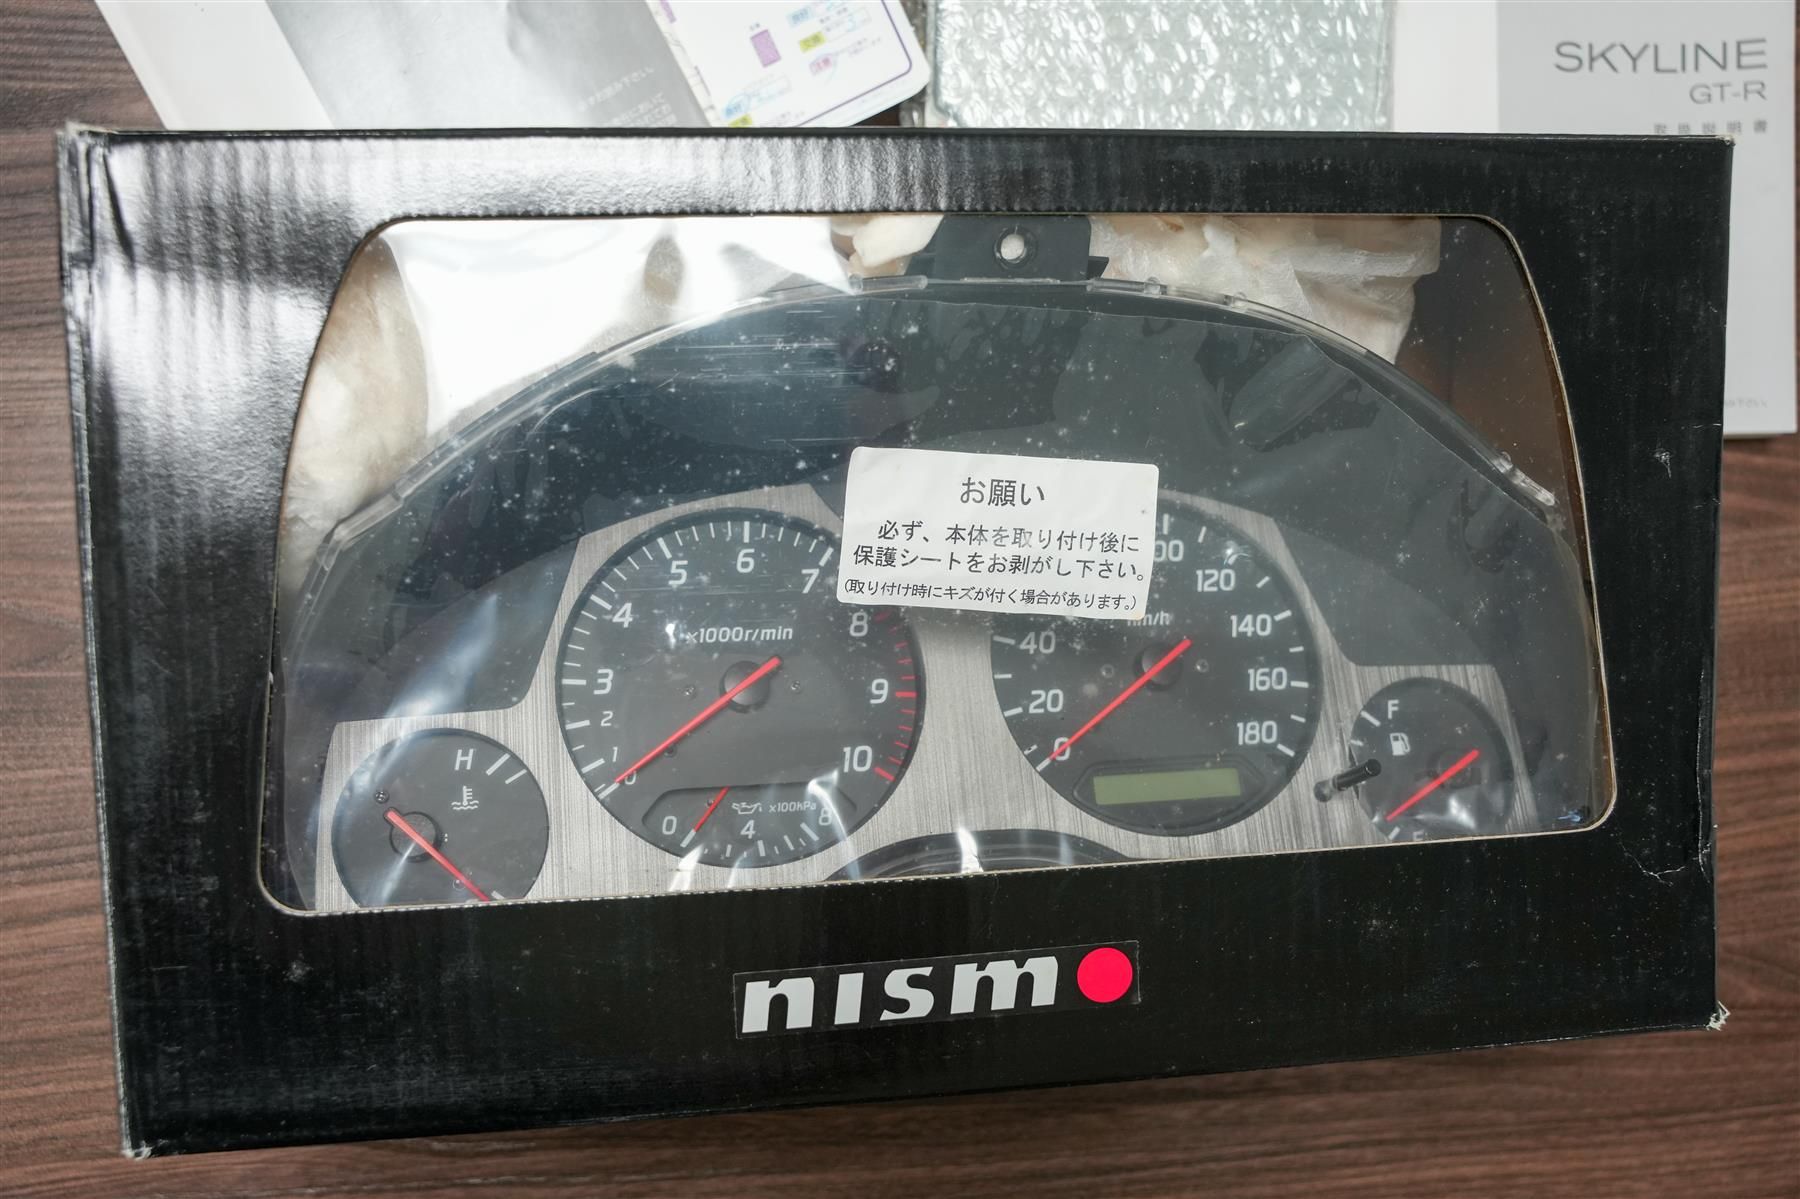 SKYLINE
GT-R
取扱説明書
お願い
必ず、本体を取り付け後に
保護シートをお剥がし下さい。
(取り付け時にキズが付く場合があります。)
0
1
2
3
4
5
6
7
8
9
10
x1000r/min
0
4
8
x100kPa
0
20
40
120
140
160
180
km/h
H
F
nismo